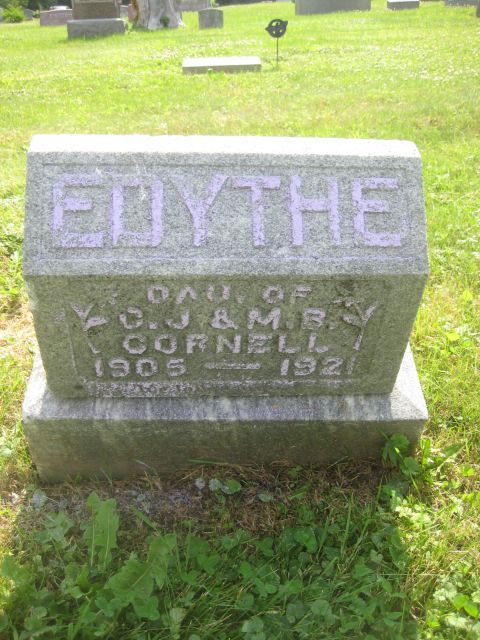 EDYTHE
DAU. OF
C.J. & M.B.
CORNELL
1905 — 1921